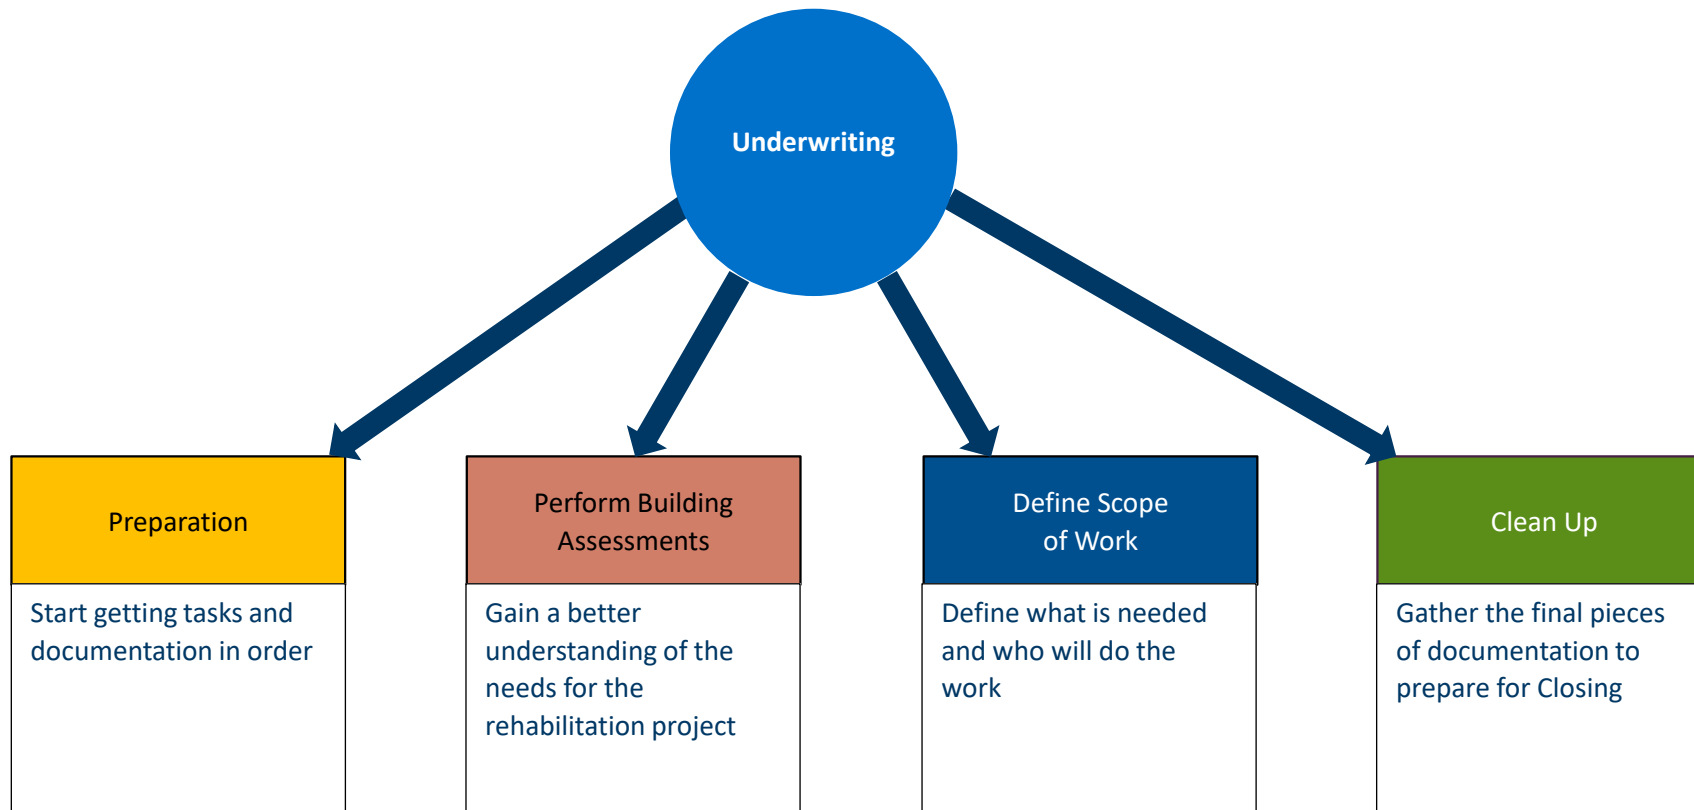 Underwriting
Preparation
Start getting tasks and
documentation in order
Perform Building
Assessments
Gain a better
understanding of the
needs for the
rehabilitation project
Define Scope
of Work
Define what is needed
and who will do the
work
Clean Up
Gather the final pieces
of documentation to
prepare for Closing